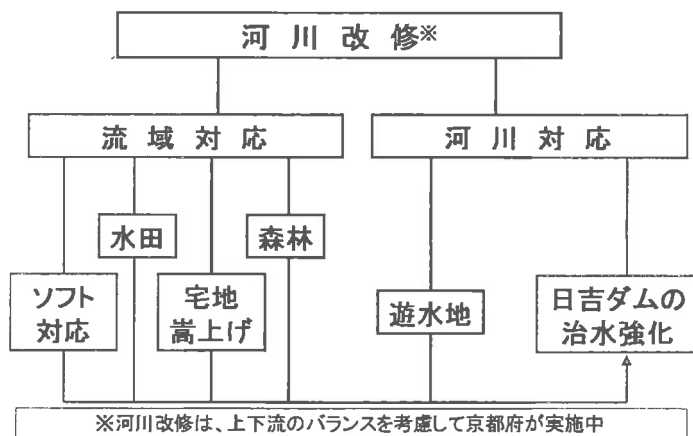 河川改修※
流域対応
河川対応
水田
森林
ソフト
対応
宅地
嵩上げ
遊水地
日吉ダムの
治水強化
※河川改修は、上下流のバランスを考慮して京都府が実施中